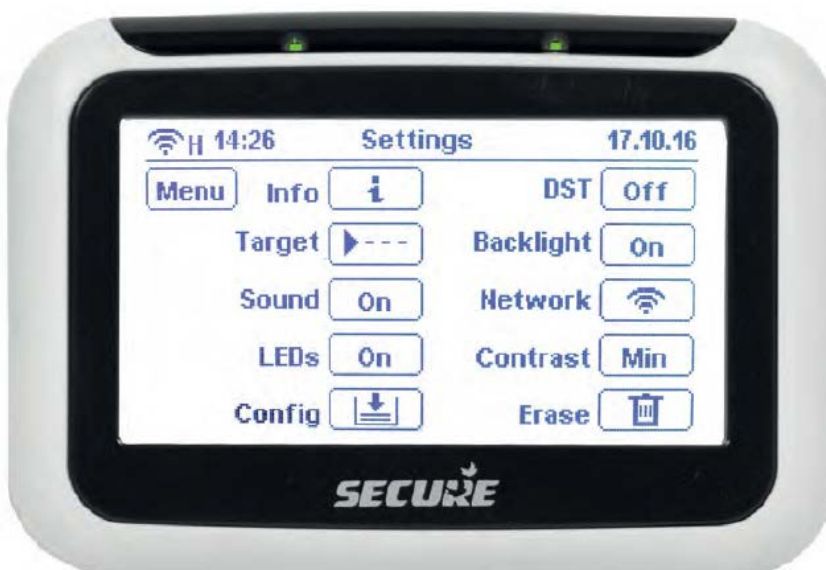 H 14:26 Settings 17.10.16
Menu Info i DST Off
Target --- Backlight On
Sound On Network
LEDs On Contrast Min
Config Erase
SECURE